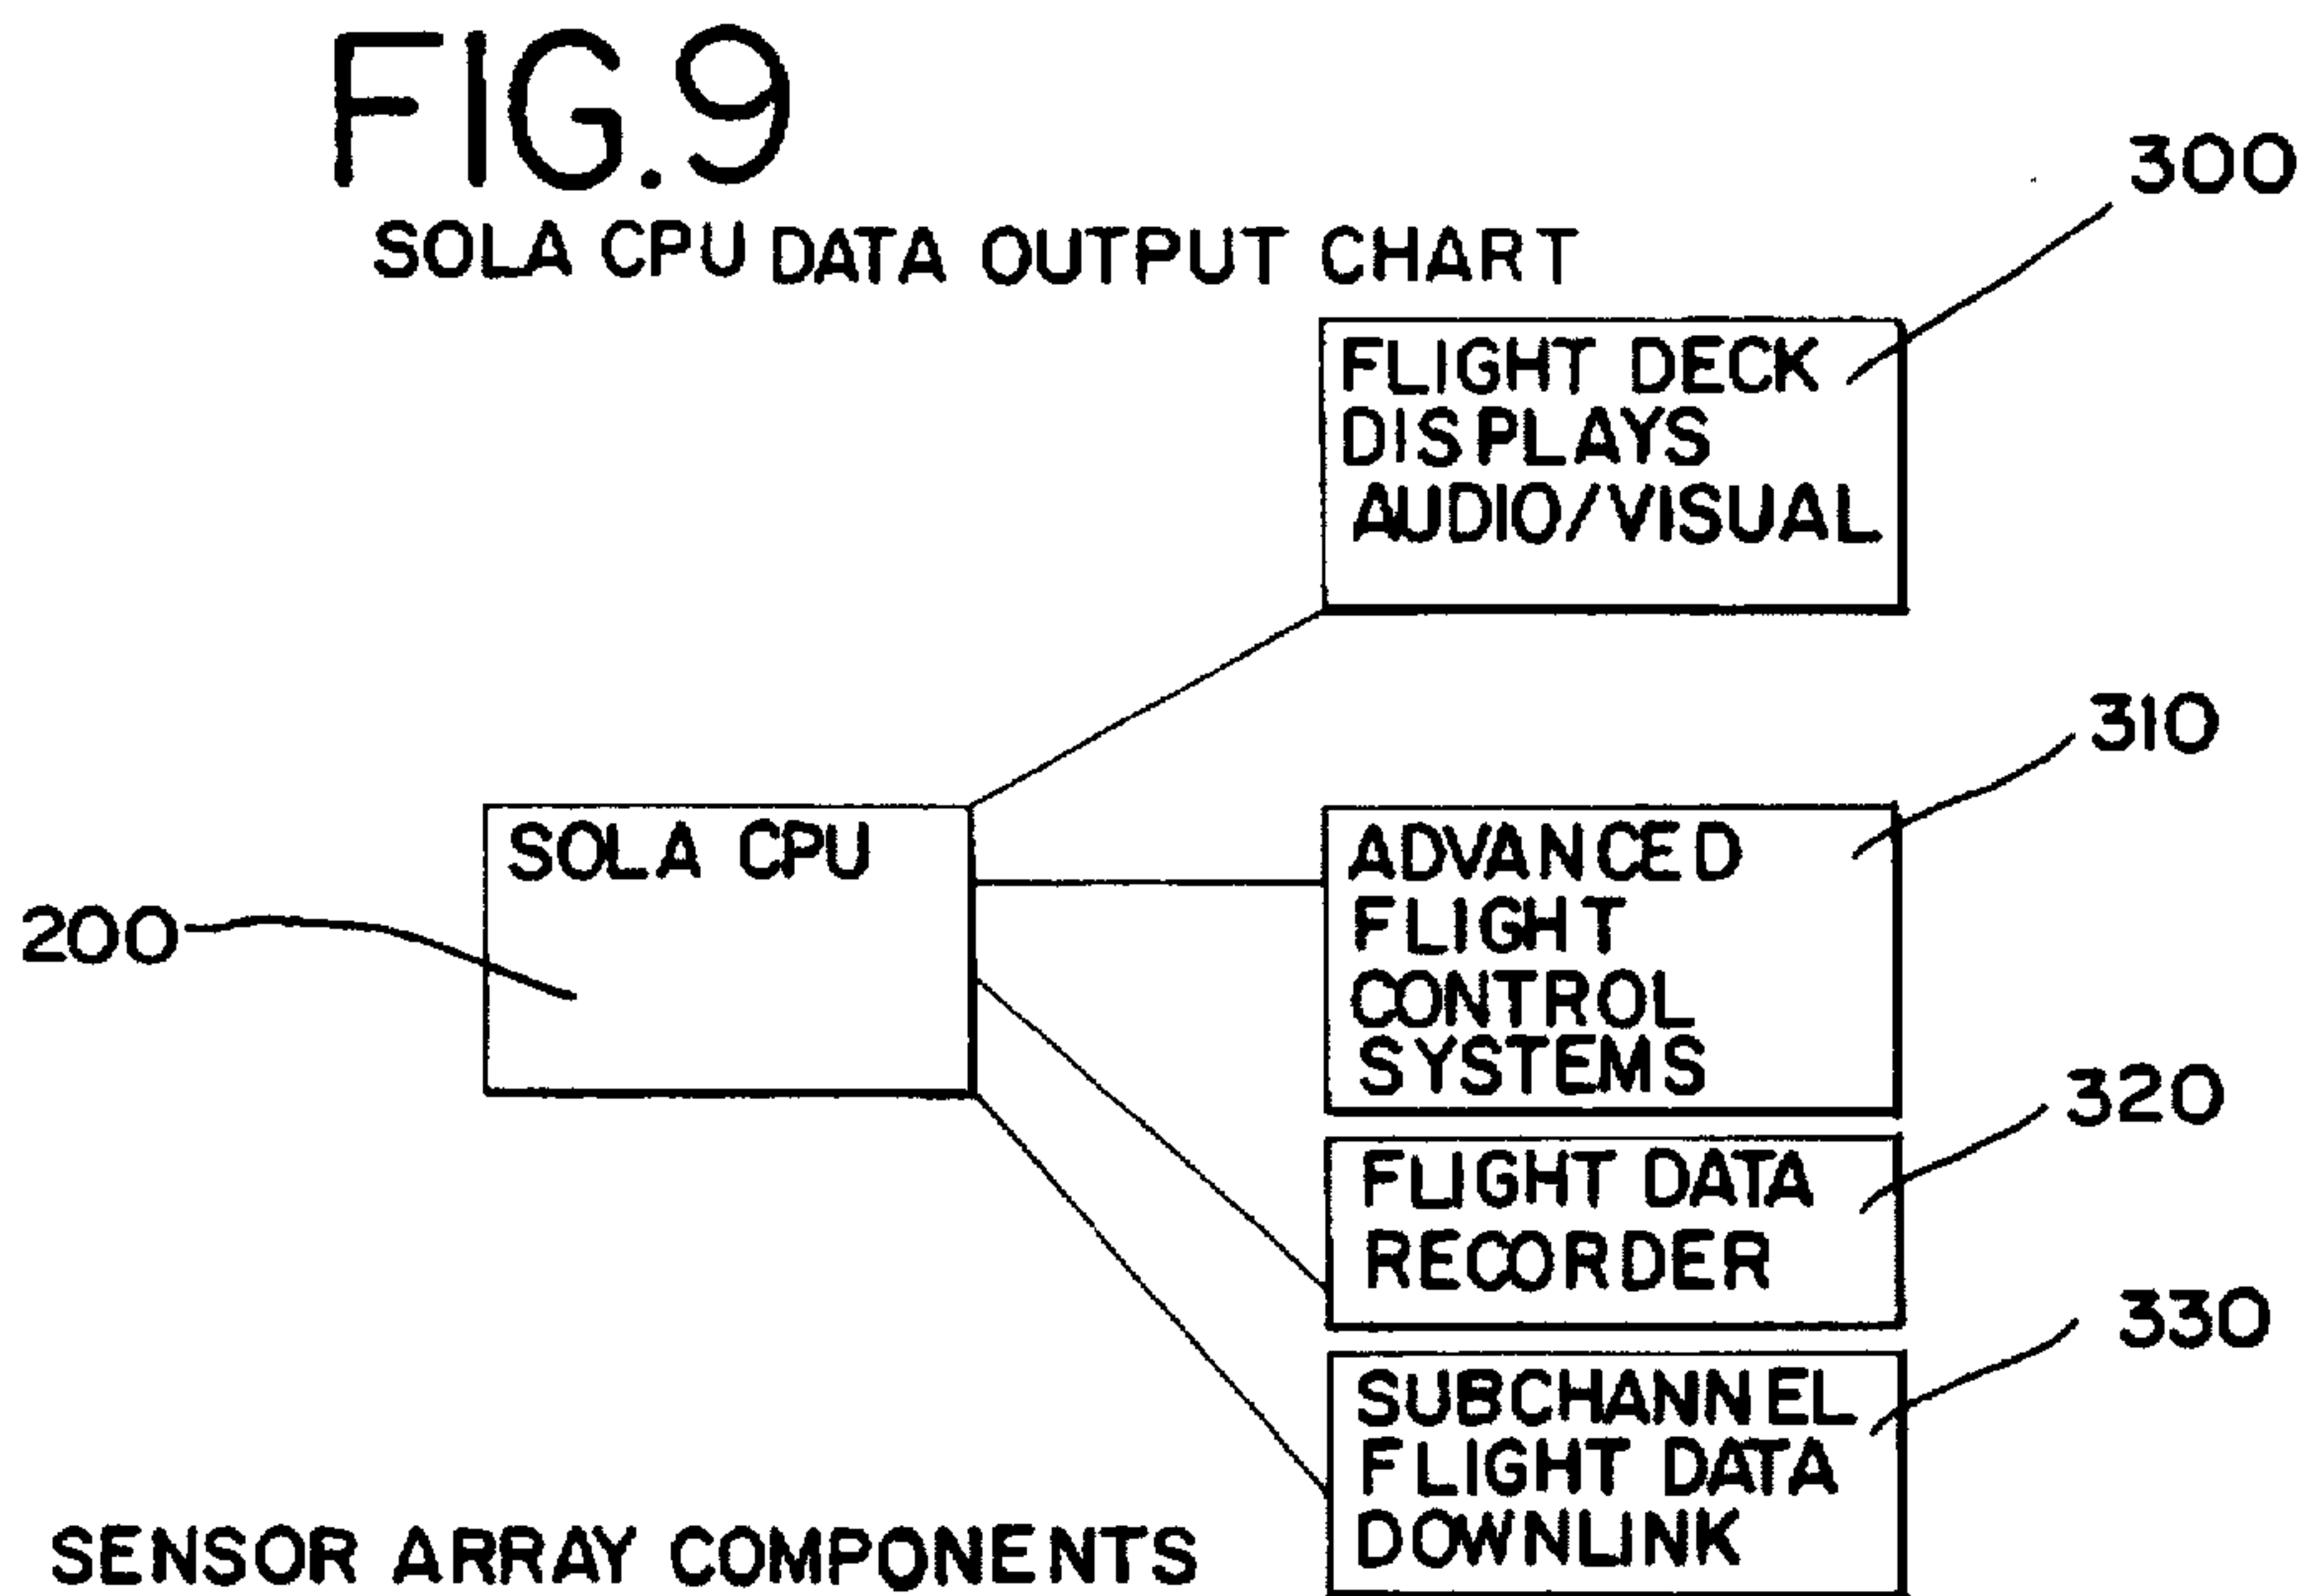 FIG.9
SOLA CPU DATA OUTPUT CHART
300
FLIGHT DECK
DISPLAYS
AUDIO/VISUAL
310
SOLA CPU
200
ADVANCED
FLIGHT
CONTROL
SYSTEMS
320
FLIGHT DATA
RECORDER
330
SUBCHANNEL
FLIGHT DATA
DOWNLINK
SENSOR ARRAY COMPONENTS